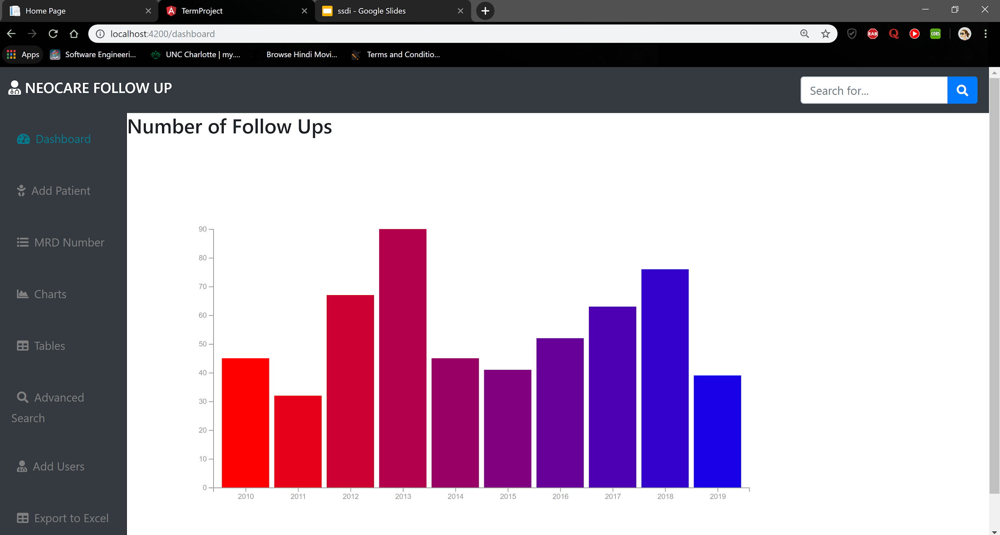 Home Page
TermProject
ssdi - Google Slides
localhost:4200/dashboard
EAB
CORS
Apps
Software Engineeri...
UNC Charlotte | my....
Browse Hindi Movi...
Terms and Conditio...
NEOCARE FOLLOW UP
Search for...
Number of Follow Ups
Dashboard
Add Patient
MRD Number
Charts
Tables
Advanced
Search
Add Users
Export to Excel
90
80
70
60
50
40
30
20
10
0
2010 2011 2012 2013 2014 2015 2016 2017 2018 2019